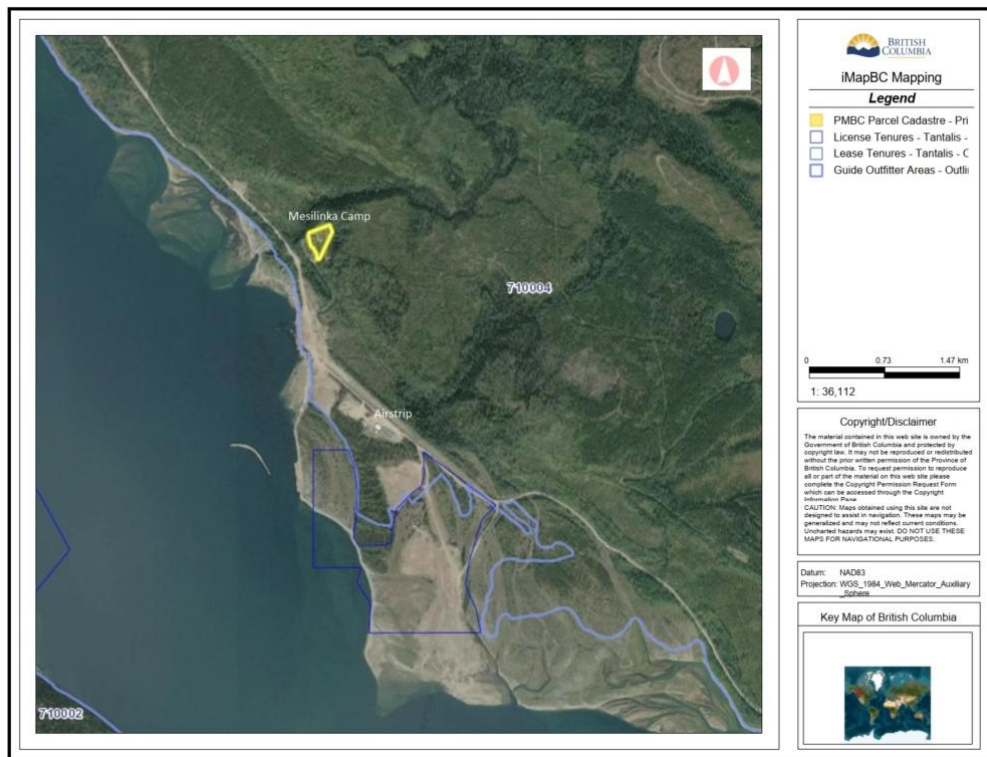 Mesilinka Camp
710004
Airstrip
710002
BRITISH
COLUMBIA
iMapBC Mapping
Legend
PMBC Parcel Cadastre - Pri
License Tenures - Tantalis -
Lease Tenures - Tantalis - C
Guide Outfitter Areas - Outli
0 0.73 1.47 km
1: 36,112
Copyright/Disclaimer
The material contained in this web site is owned by the
Government of British Columbia and protected by
copyright law. It may not be reproduced or redistributed
without the prior written permission of the Province of
British Columbia. To request permission to reproduce
all or part of the material on this web site please
complete the Copyright Permission Request Form
which can be accessed through the Copyright
Information Page
CAUTION: Maps obtained using this site are not
designed to assist in navigation. These maps may be
generalized and may not reflect current conditions.
Uncharted hazards may exist. DO NOT USE THESE
MAPS FOR NAVIGATIONAL PURPOSES.
Datum: NAD83
Projection: WGS_1984_Web_Mercator_Auxiliary
_Sphere
Key Map of British Columbia